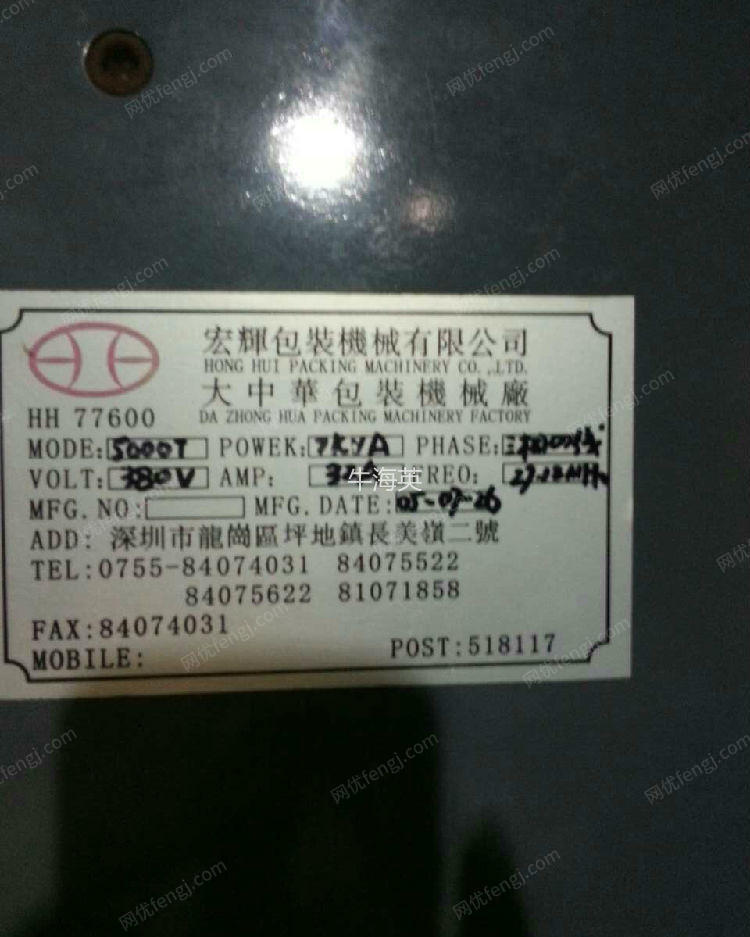 宏輝包裝機械有限公司
HONG HUI PACKING MACHINERY CO.,LTD.
大中華包裝機械廠
HH 77600 DA ZHONG HUA PACKING MACHINERY FACTORY
MODE: 5000T POWEK: 7KYA PHASE:
VOLT: 380V AMP: 牛海英 EREO:
MFG.NO: MFG.DATE: 05-07-26
ADD: 深圳市龍崗區坪地鎮長美嶺二號
TEL:0755-84074031 84075522
84075622 81071858
FAX:84074031
MOBILE: POST:518117
网优fengj.com